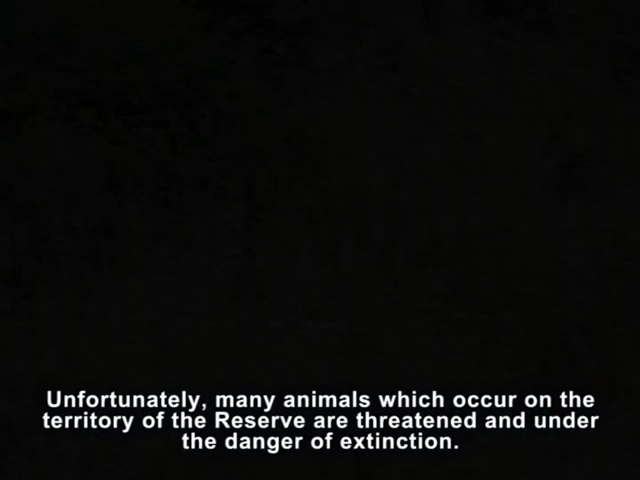 Unfortunately, many animals which occur on the
territory of the Reserve are threatened and under
the danger of extinction.